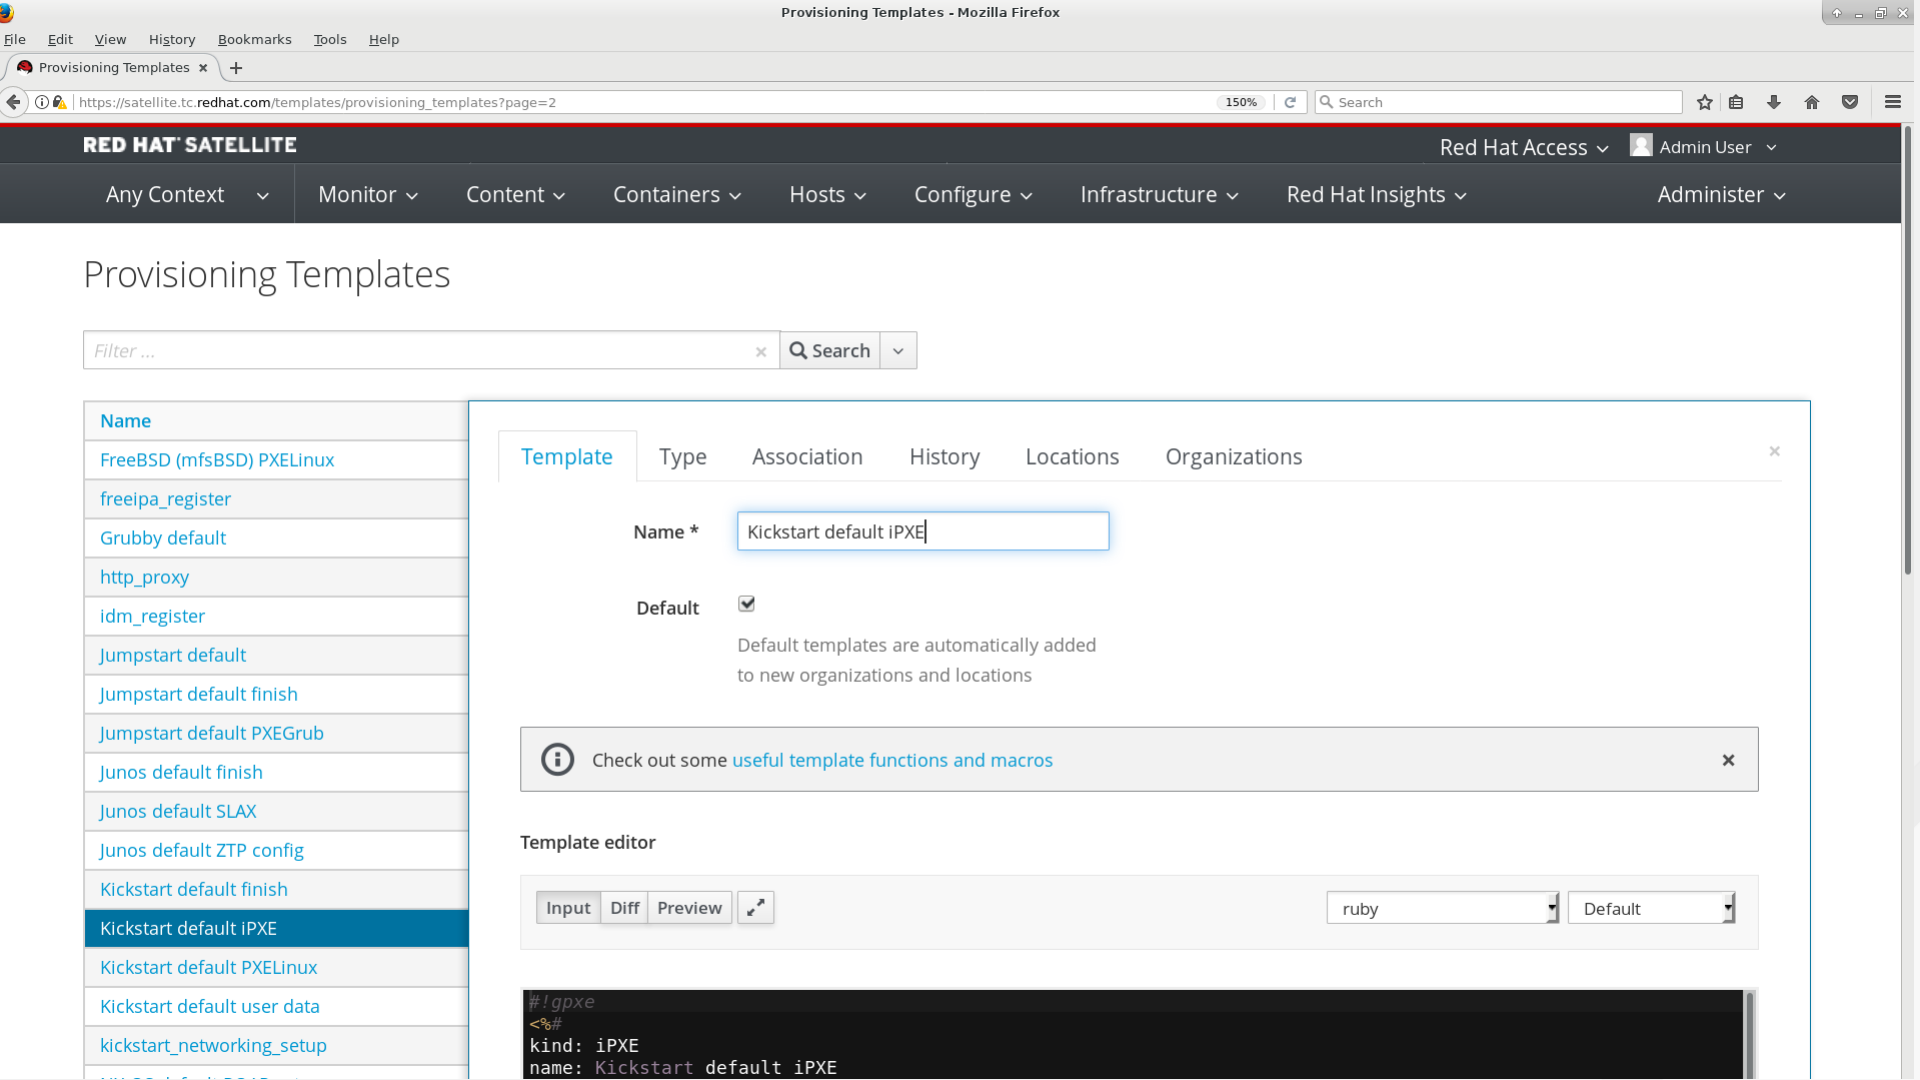 Provisioning Templates - Mozilla Firefox
File Edit View History Bookmarks Tools Help
Provisioning Templates
https://satellite.tc.redhat.com/templates/provisioning_templates?page=2 150% Search
RED HAT SATELLITE Red Hat Access Admin User
Any Context Monitor Content Containers Hosts Configure Infrastructure Red Hat Insights Administer
Provisioning Templates
Filter ... Search
Name
FreeBSD (mfsBSD) PXELinux
freeipa_register
Grubby default
http_proxy
idm_register
Jumpstart default
Jumpstart default finish
Jumpstart default PXEGrub
Junos default finish
Junos default SLAX
Junos default ZTP config
Kickstart default finish
Kickstart default iPXE
Kickstart default PXELinux
Kickstart default user data
kickstart_networking_setup
Template Type Association History Locations Organizations
Name * Kickstart default iPXE
Default
Default templates are automatically added
to new organizations and locations
Check out some useful template functions and macros
Template editor
Input Diff Preview ruby Default
#!gpxe
<%#
kind: iPXE
name: Kickstart default iPXE